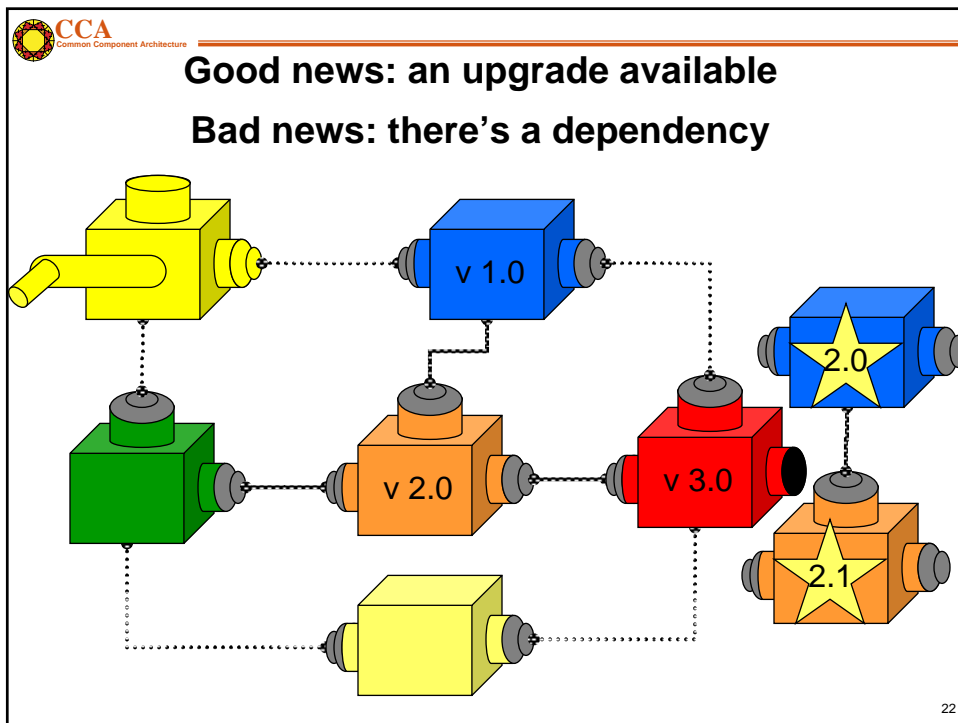 CCA
Common Component Architecture
Good news: an upgrade available
Bad news: there's a dependency
v 1.0
2.0
v 2.0
v 3.0
2.1
22